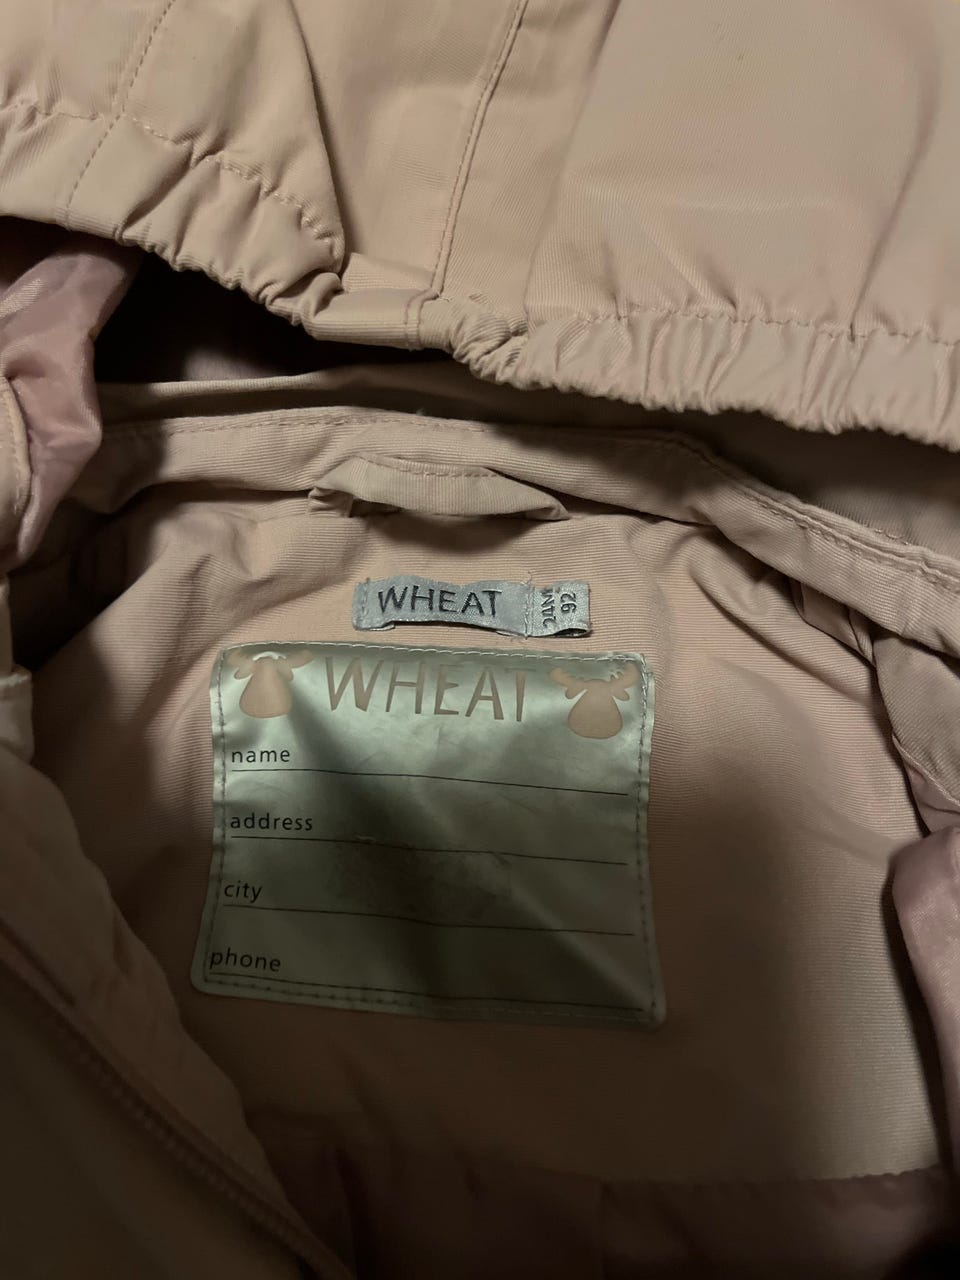 WHEAT
92
WHEAT
name
address
city
phone